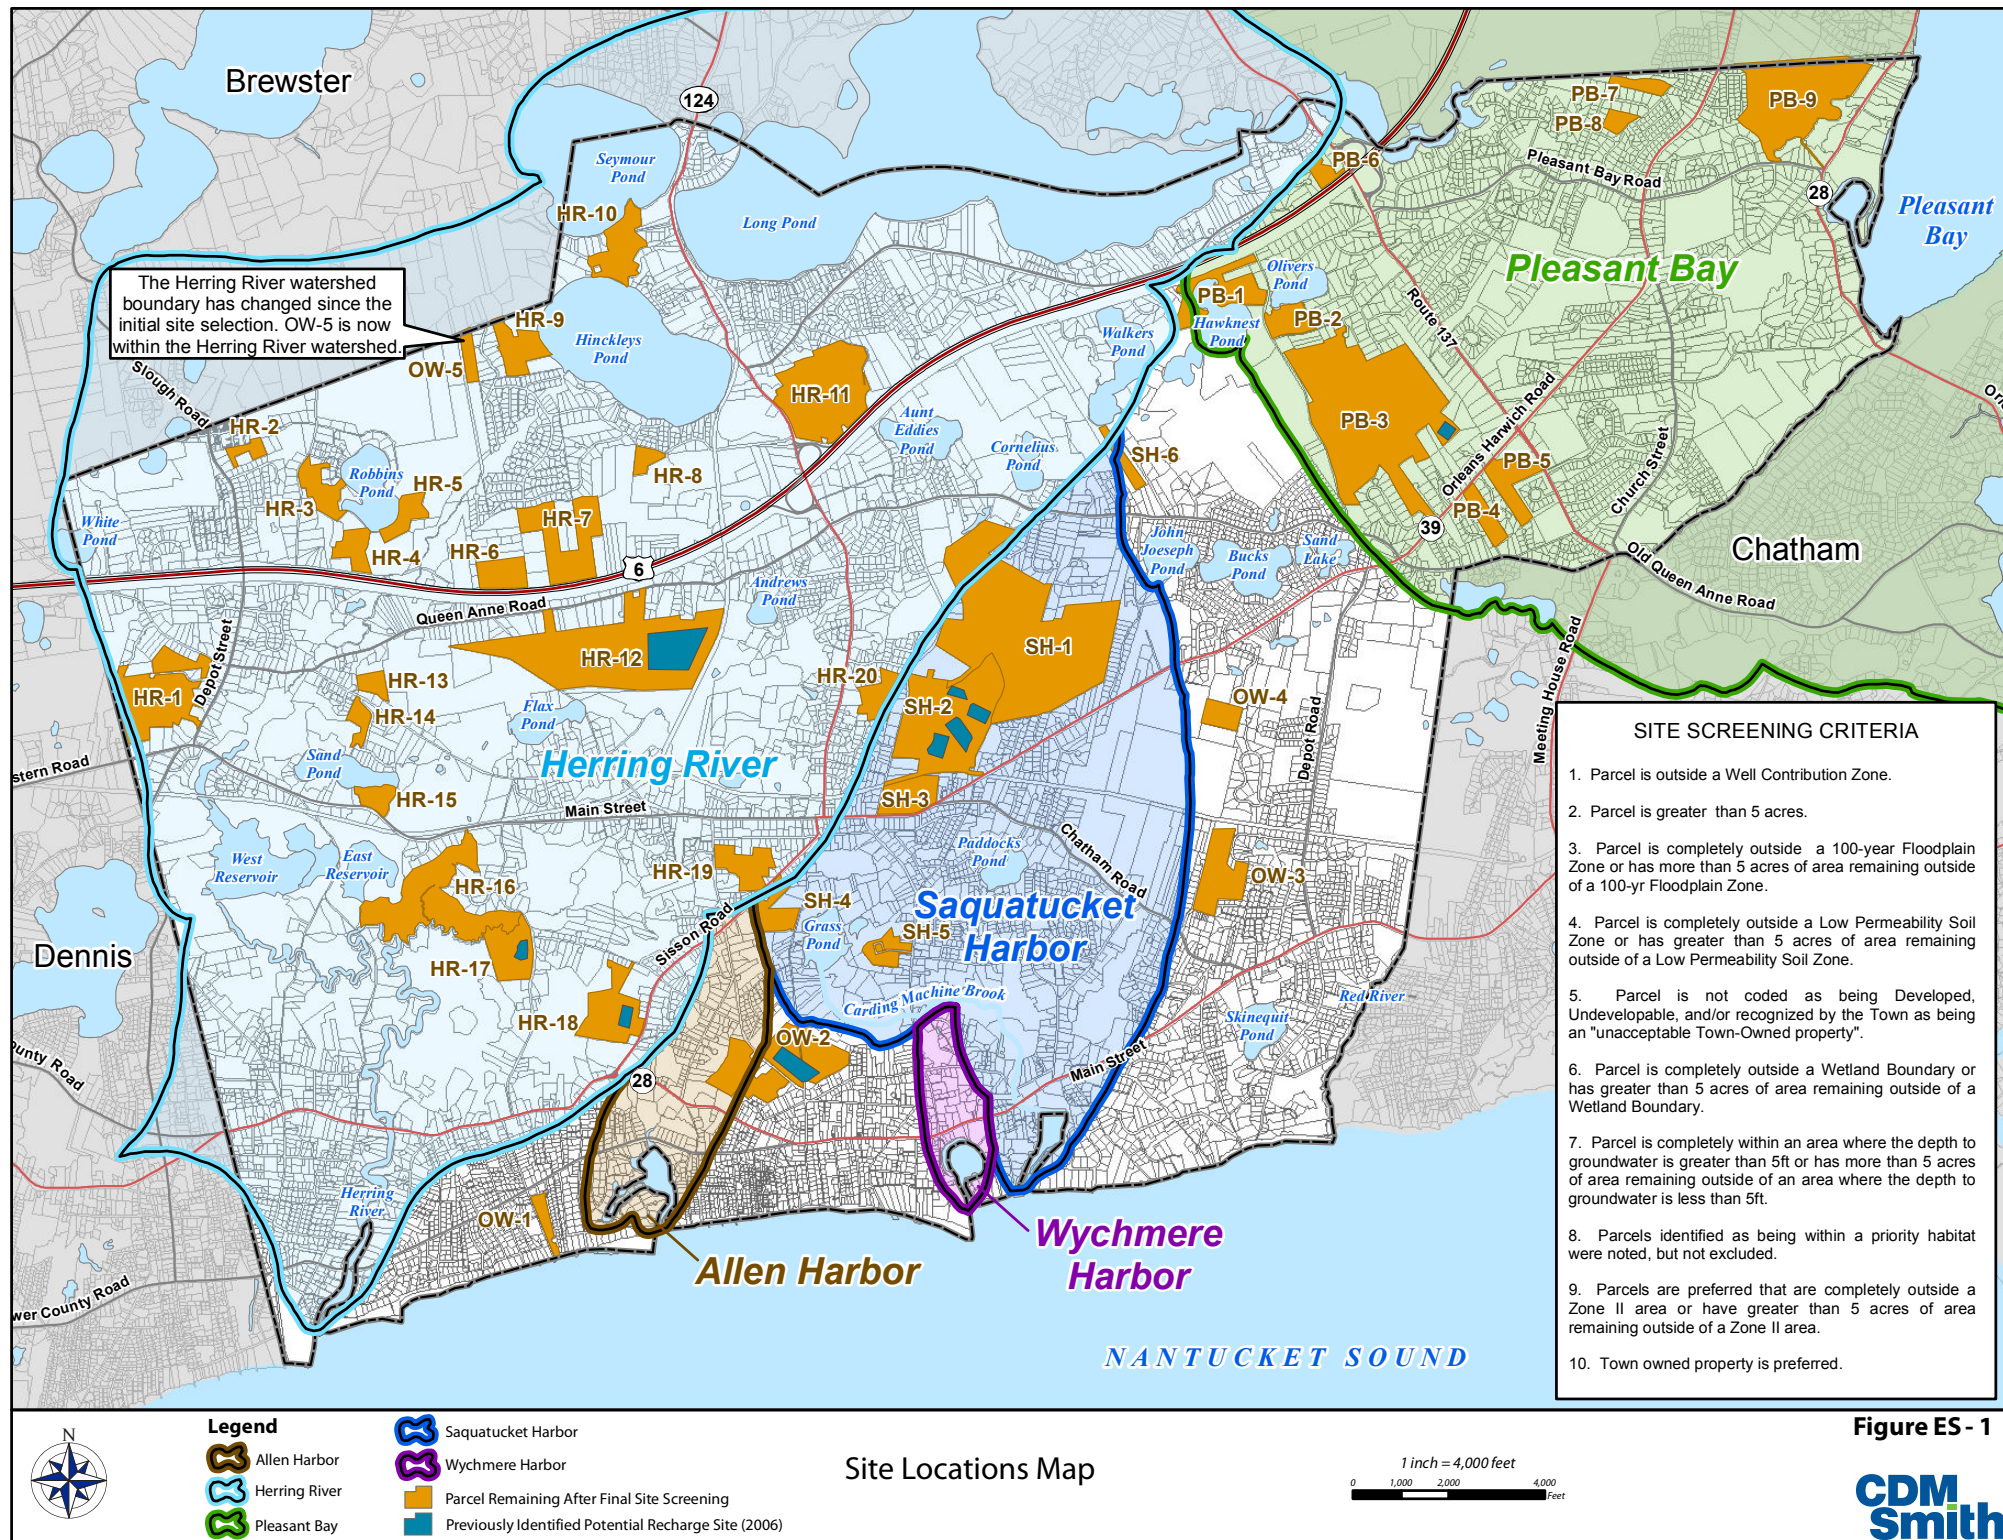 Brewster
124
Seymour
Pond
HR-10
Long Pond
PB-6
PB-7
PB-8
PB-9
Pleasant Bay Road
28
Pleasant
Bay
The Herring River watershed
boundary has changed since the
initial site selection. OW-5 is now
within the Herring River watershed.
HR-9
OW-5
Hinckleys
Pond
Slough Road
Walkers
Pond
PB-1
Hawknest
Pond
Olivers
Pond
PB-2
Pleasant Bay
Route 137
HR-2
HR-11
Aunt
Eddies
Pond
Cornelius
Pond
PB-3
Orleans Harwich Road
Church Street
HR-3
Robbins
Pond
HR-5
HR-8
SH-6
PB-5
PB-4
39
White
Pond
HR-4
HR-6
HR-7
6
John
Joeseph
Pond
Bucks
Pond
Sand
Lake
Chatham
Old Queen Anne Road
Queen Anne Road
Andrews
Pond
Depot Street
HR-1
HR-12
HR-13
HR-14
Flax
Pond
HR-20
SH-1
SH-2
OW-4
Depot Road
Meeting House Road
Herring River
Sand
Pond
HR-15
Main Street
SH-3
stern Road
West
Reservoir
East
Reservoir
HR-16
HR-19
Paddocks
Pond
Chatham Road
OW-3
Dennis
HR-17
Sisson Road
SH-4
Grass
Pond
SH-5
Saquatucket
Harbor
HR-18
Carding Machine Brook
Red River
Skinequit
Pond
OW-2
ounty Road
28
Main Street
Herring
River
OW-1
wer County Road
Allen Harbor
Wychmere
Harbor
NANTUCKET SOUND
SITE SCREENING CRITERIA
1. Parcel is outside a Well Contribution Zone.
2. Parcel is greater than 5 acres.
3. Parcel is completely outside a 100-year Floodplain
Zone or has more than 5 acres of area remaining outside
of a 100-yr Floodplain Zone.
4. Parcel is completely outside a Low Permeability Soil
Zone or has greater than 5 acres of area remaining
outside of a Low Permeability Soil Zone.
5. Parcel is not coded as being Developed,
Undevelopable, and/or recognized by the Town as being
an "unacceptable Town-Owned property".
6. Parcel is completely outside a Wetland Boundary or
has greater than 5 acres of area remaining outside of a
Wetland Boundary.
7. Parcel is completely within an area where the depth to
groundwater is greater than 5ft or has more than 5 acres
of area remaining outside of an area where the depth to
groundwater is less than 5ft.
8. Parcels identified as being within a priority habitat
were noted, but not excluded.
9. Parcels are preferred that are completely outside a
Zone II area or have greater than 5 acres of area
remaining outside of a Zone II area.
10. Town owned property is preferred.
N
Legend
Allen Harbor
Herring River
Pleasant Bay
Saquatucket Harbor
Wychmere Harbor
Parcel Remaining After Final Site Screening
Previously Identified Potential Recharge Site (2006)
Site Locations Map
1 inch = 4,000 feet
0 1,000 2,000 4,000
Feet
Figure ES - 1
CDM
Smith